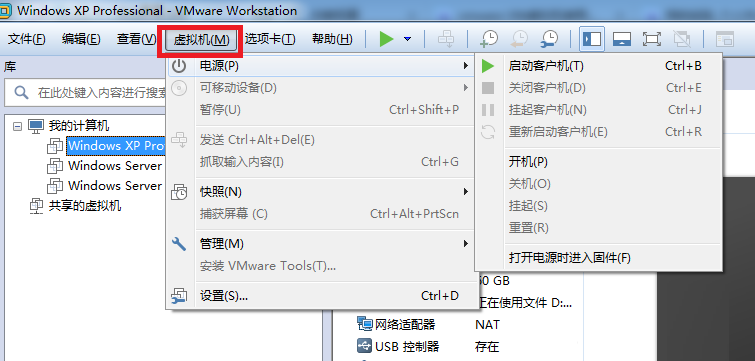 Windows XP Professional - VMware Workstation
文件(F) 编辑(E) 查看(V) 虚拟机(M) 选项卡(T) 帮助(H)
库
在此处键入内容进行搜索
我的计算机
Windows XP Pro
Windows Server
Windows Server
共享的虚拟机
电源(P)
可移动设备(D)
暂停(U) Ctrl+Shift+P
发送 Ctrl+Alt+Del(E)
抓取输入内容(I) Ctrl+G
快照(N)
捕获屏幕 (C) Ctrl+Alt+PrtScn
管理(M)
安装 VMware Tools(T)...
设置(S)... Ctrl+D
启动客户机(T) Ctrl+B
关闭客户机(D) Ctrl+E
挂起客户机(N) Ctrl+J
重新启动客户机(E) Ctrl+R
开机(P)
关机(O)
挂起(S)
重置(R)
打开电源时进入固件(F)
GB
正在使用文件 D:...
网络适配器 NAT
USB 控制器 存在